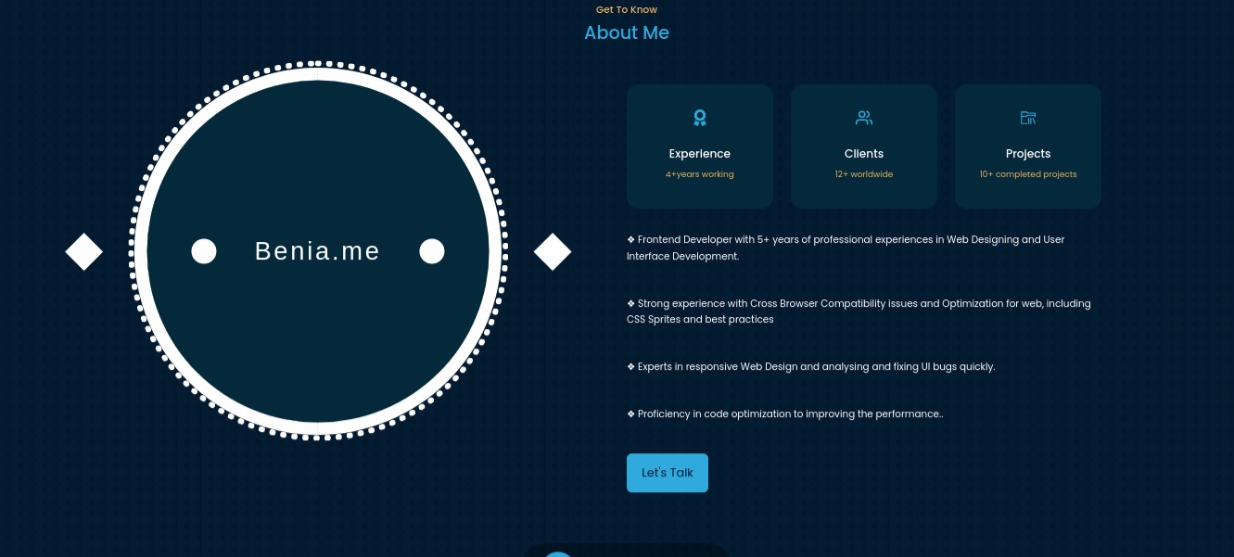 Get To Know
About Me
Benia.me
Experience
4+years working
Clients
12+ worldwide
Projects
10+ completed projects
❖ Frontend Developer with 5+ years of professional experiences in Web Designing and User
Interface Development.
❖ Strong experience with Cross Browser Compatibility issues and Optimization for web, including
CSS Sprites and best practices
❖ Experts in responsive Web Design and analysing and fixing UI bugs quickly.
❖ Proficiency in code optimization to improving the performance..
Let's Talk